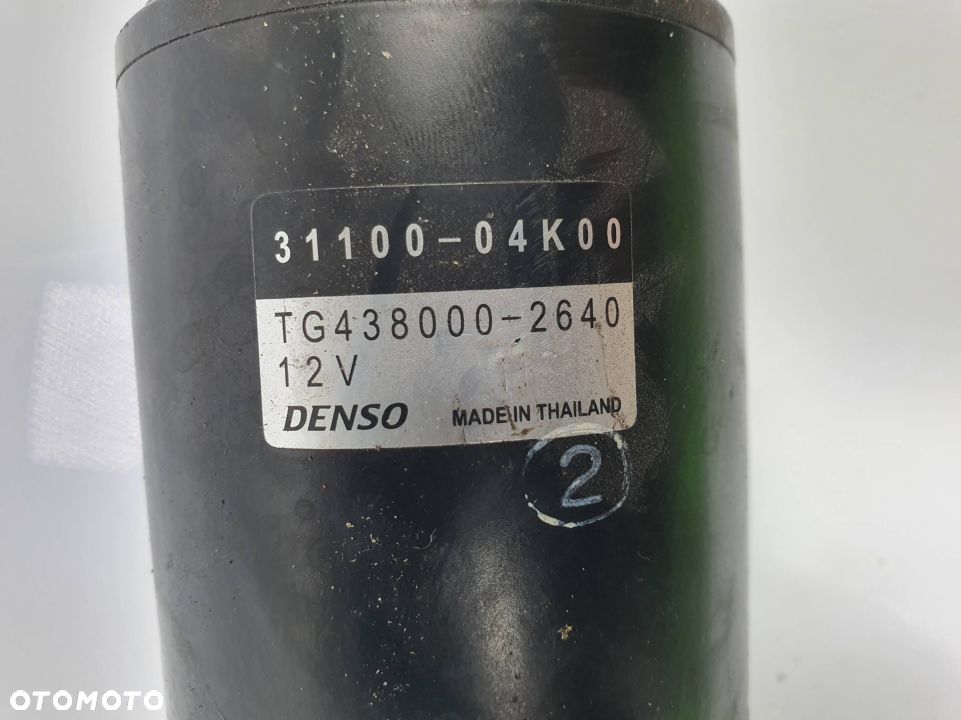 31100-04K00
TG438000-2640
12V
DENSO MADE IN THAILAND
2
OTOMOTO